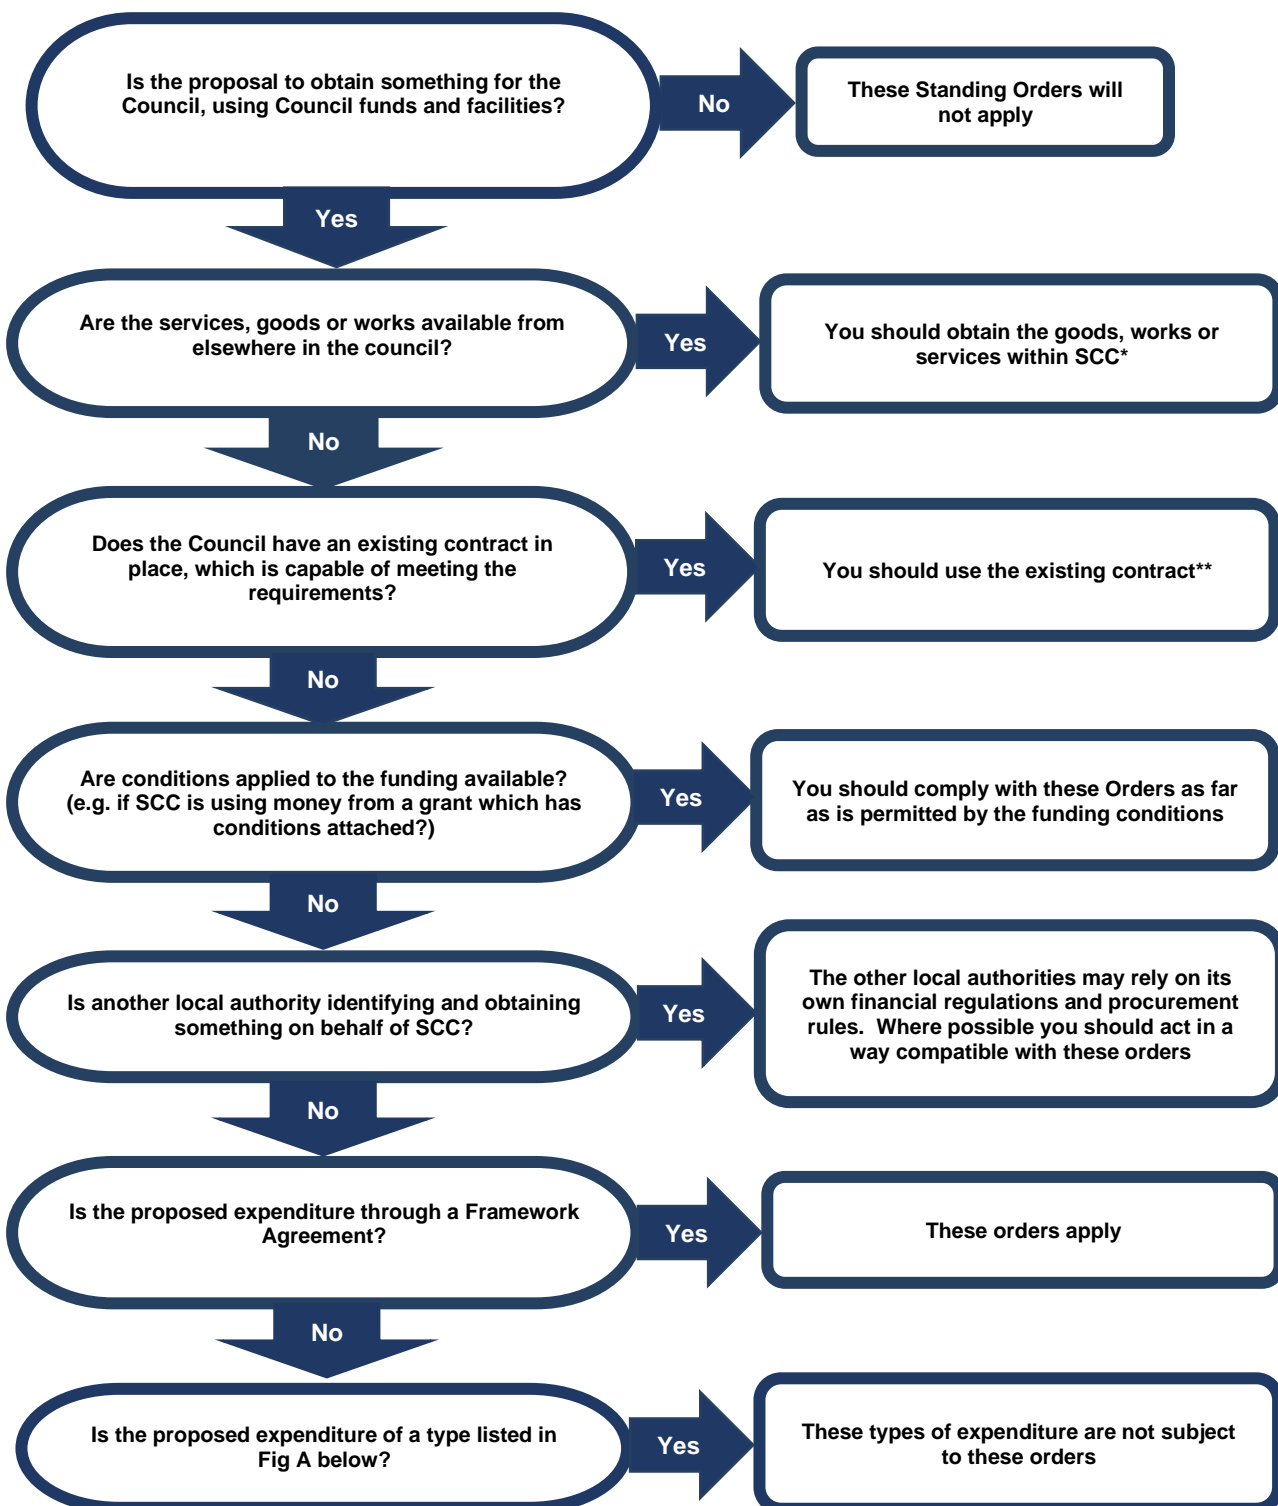 Is the proposal to obtain something for the
Council, using Council funds and facilities?
No
These Standing Orders will
not apply
Yes
Are the services, goods or works available from
elsewhere in the council?
Yes
You should obtain the goods, works or
services within SCC*
No
Does the Council have an existing contract in
place, which is capable of meeting the
requirements?
Yes
You should use the existing contract**
No
Are conditions applied to the funding available?
(e.g. if SCC is using money from a grant which has
conditions attached?)
Yes
You should comply with these Orders as far
as is permitted by the funding conditions
No
Is another local authority identifying and obtaining
something on behalf of SCC?
Yes
The other local authorities may rely on its
own financial regulations and procurement
rules.  Where possible you should act in a
way compatible with these orders
No
Is the proposed expenditure through a Framework
Agreement?
Yes
These orders apply
No
Is the proposed expenditure of a type listed in
Fig A below?
Yes
These types of expenditure are not subject
to these orders